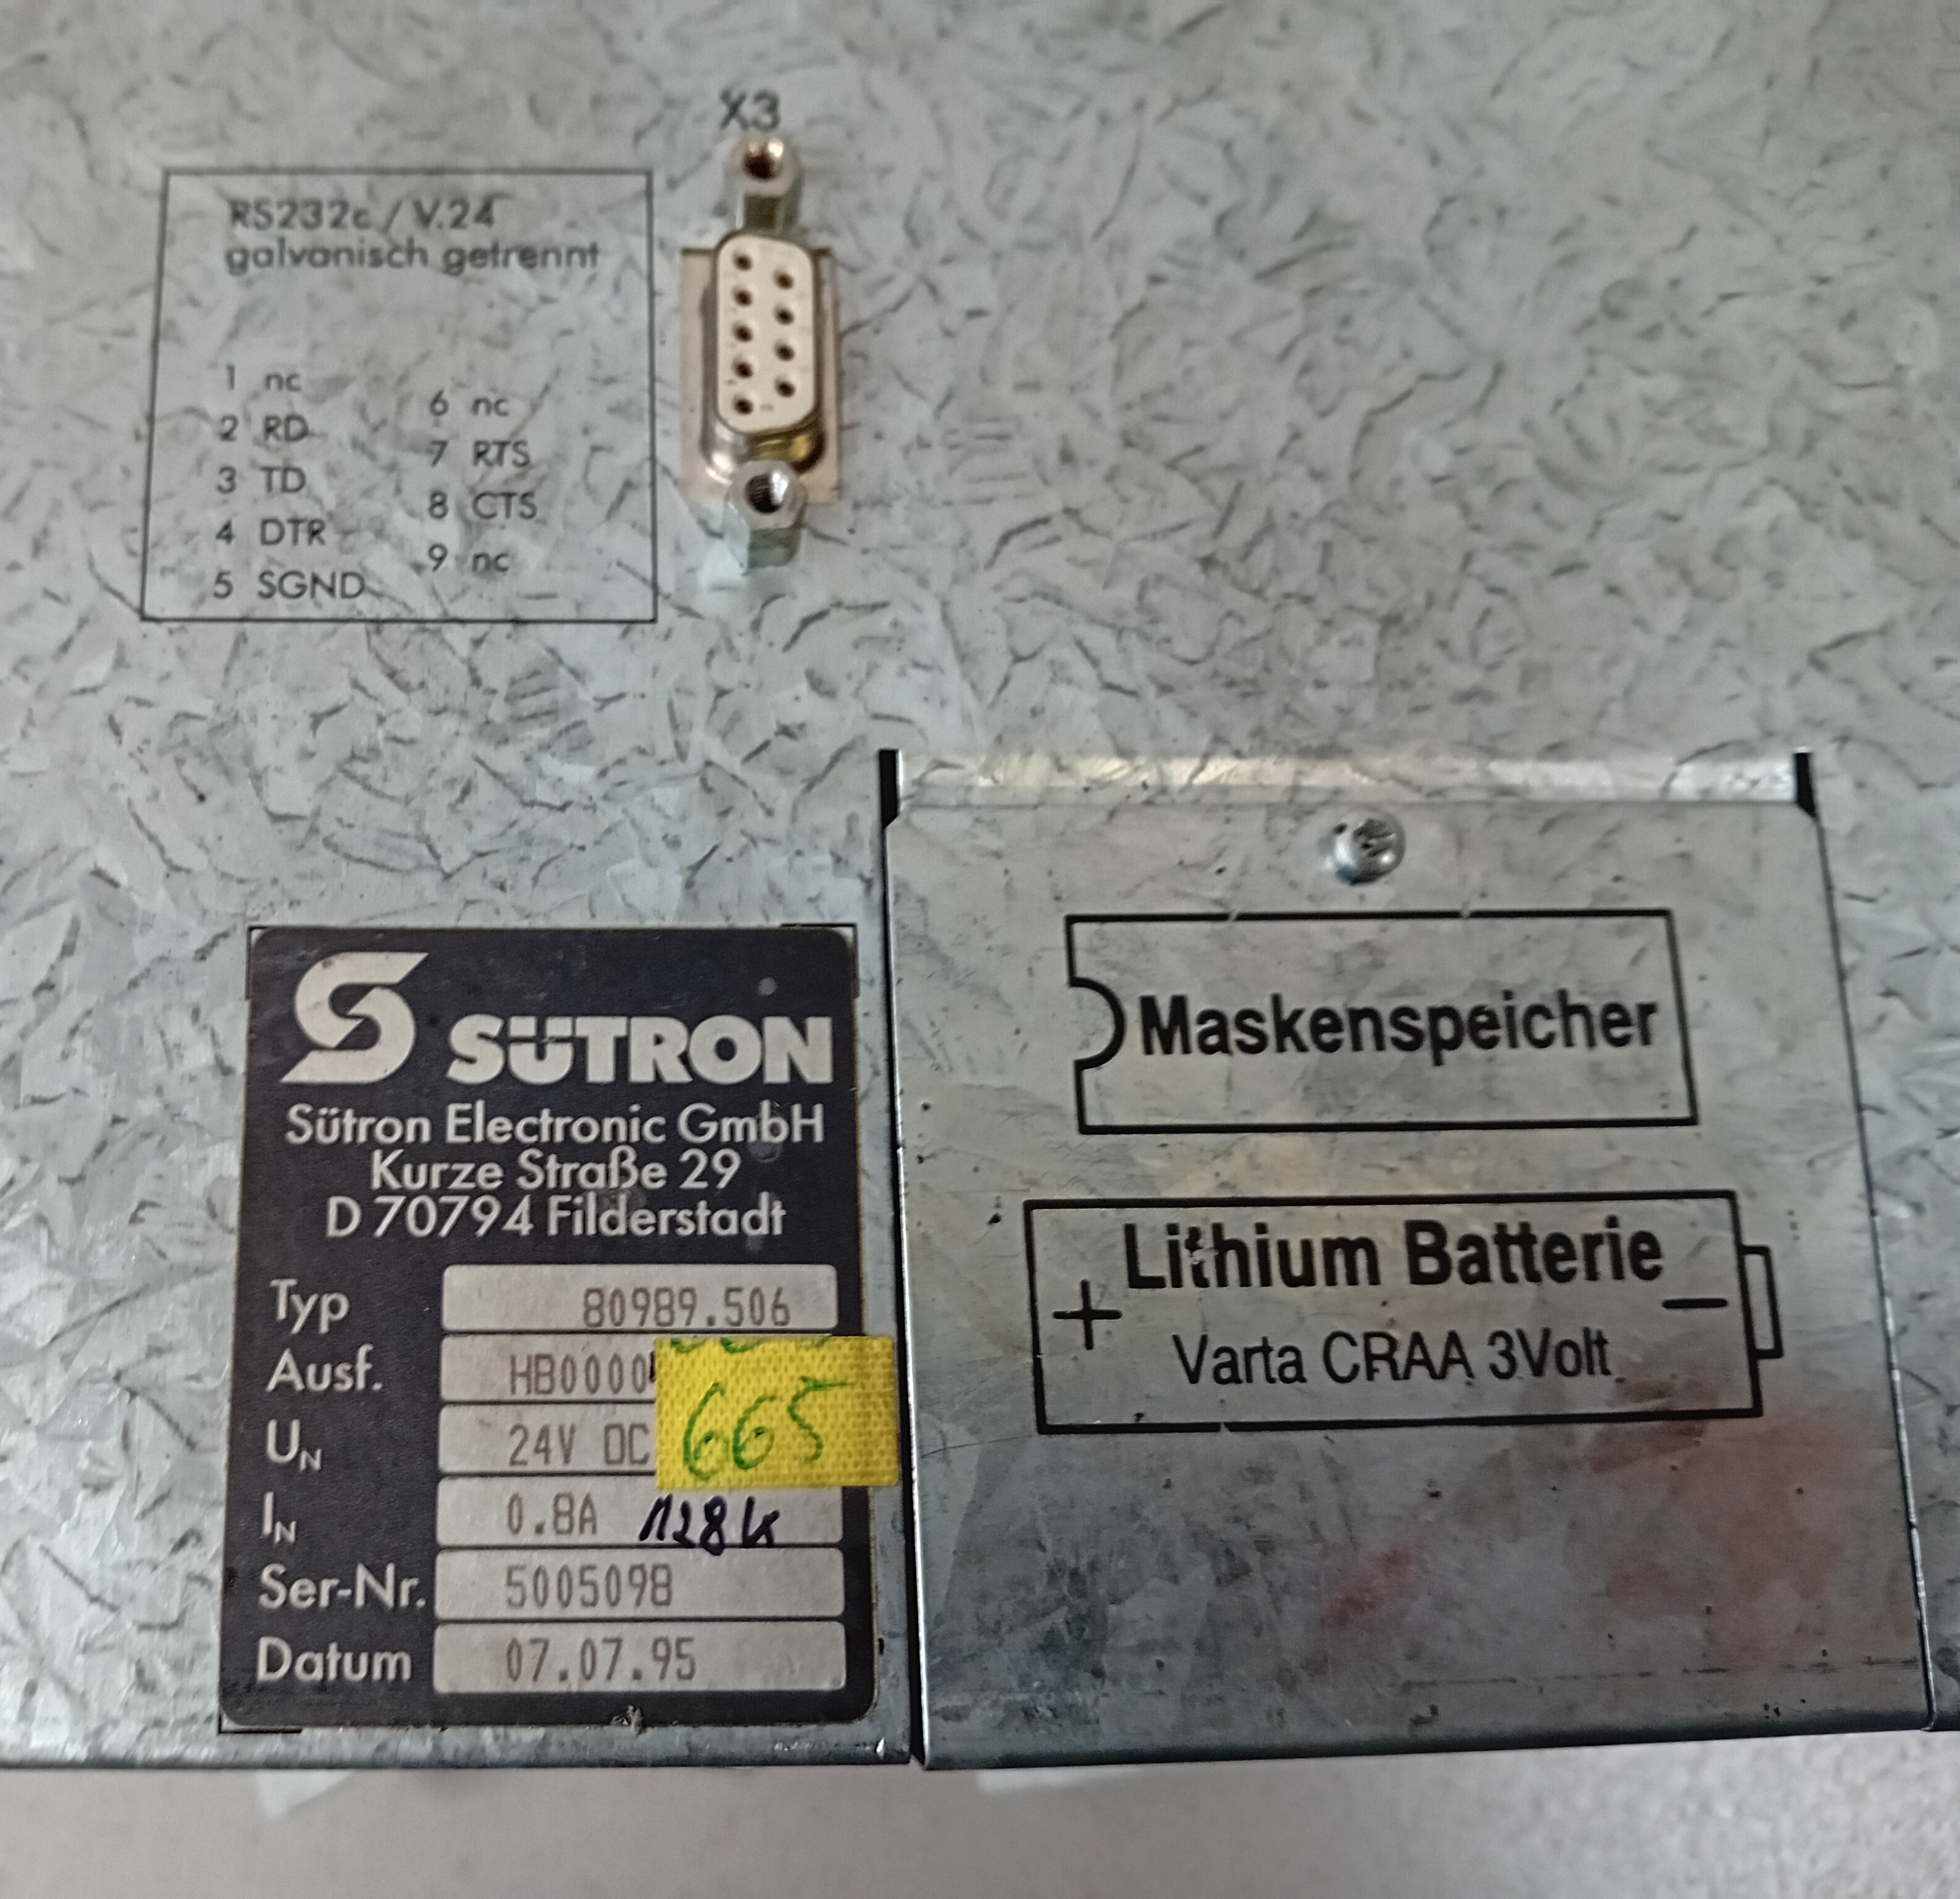 X3
RS232c / V.24
galvanisch getrennt
1 nc
2 RD
3 TD
4 DTR
5 SGND
6 nc
7 RTS
8 CTS
9 nc
SÜTRON
Sütron Electronic GmbH
Kurze Straße 29
D 70794 Filderstadt
Typ 80989.506
Ausf. HB0000
665
UN 24V DC
IN 0.8A 128k
Ser-Nr. 5005098
Datum 07.07.95
Maskenspeicher
Lithium Batterie
+ −
Varta CRAA 3Volt